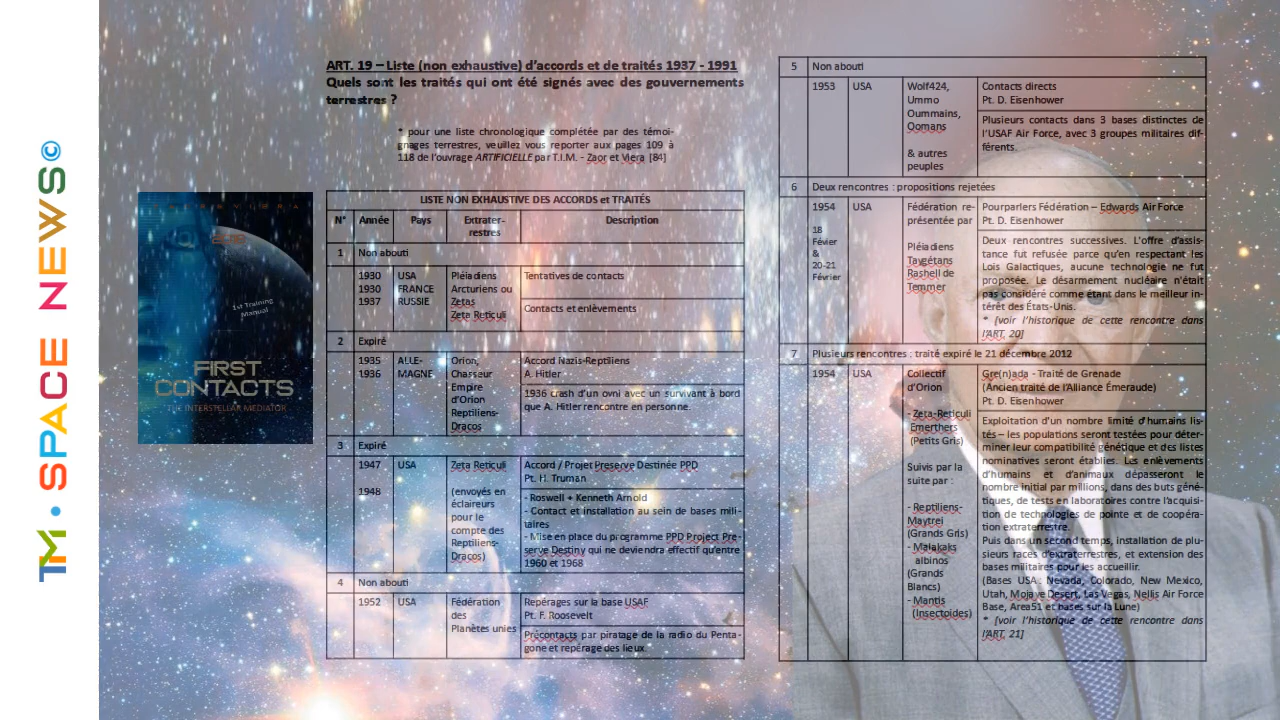 TM • SPACE NEWS©
1st Training
Manual
FIRST
CONTACTS
THE INTERSTELLAR MEDIATOR
ART. 19 – Liste (non exhaustive) d’accords et de traités 1937 - 1991
Quels sont les traités qui ont été signés avec des gouvernements
terrestres ?
* pour une liste chronologique complétée par des témoi-
gnages terrestres, veuillez vous reporter aux pages 109 à
118 de l’ouvrage ARTIFICIELLE par T.I.M. - Zaor et Viera [84]
LISTE NON EXHAUSTIVE DES ACCORDS et TRAITÉS
N° Année Pays Extrater-
restres Description
1 Non abouti
1930 USA Pléiadiens Tentatives de contacts
1930 FRANCE Arcturiens ou
1937 RUSSIE Zetas
Zeta Reticuli Contacts et enlèvements
2 Expiré
1935 ALLE- Orion, Accord Nazis-Reptiliens
1936 MAGNE Chasseur A. Hitler
Empire
d’Orion 1936 crash d’un ovni avec un survivant à bord
Reptiliens- que A. Hitler rencontre en personne.
Dracos
3 Expiré
1947 USA Zeta Reticuli Accord / Projet Preserve Destinée PPD
Pt. H. Truman
1948 (envoyés en - Roswell + Kenneth Arnold
éclaireurs - Contact et installation au sein de bases mili-
pour le taires
compte des - Mise en place du programme PPD Project Pre-
Reptiliens- serve Destiny qui ne deviendra effectif qu’entre
Dracos) 1960 et 1968
4 Non abouti
1952 USA Fédération Repérages sur la base USAF
des Pt. F. Roosevelt
Planètes unies Précontacts par piratage de la radio du Penta-
gone et repérage des lieux.
5 Non abouti
1953 USA Wolf424, Contacts directs
Ummo Pt. D. Eisenhower
Oummains, Plusieurs contacts dans 3 bases distinctes de
Oomans l’USAF Air Force, avec 3 groupes militaires dif-
férents.
& autres
peuples
6 Deux rencontres : propositions rejetées
1954 USA Fédération re- Pourparlers Fédération – Edwards Air Force
présentée par Pt. D. Eisenhower
18
Février
&
20-21
Février
Pléiadiens
Taygétans
Rashell de
Temmer
Deux rencontres successives. L’offre d’assis-
tance fut refusée parce qu’en respectant les
Lois Galactiques, aucune technologie ne fut
proposée. Le désarmement nucléaire n’était
pas considéré comme étant dans le meilleur in-
térêt des États-Unis.
* [voir l’historique de cette rencontre dans
l’ART. 20]
7 Plusieurs rencontres : traité expiré le 21 décembre 2012
1954 USA Collectif
d’Orion
- Zeta-Reticuli
Emerthers
(Petits Gris)
Suivis par la
suite par :
- Reptiliens-
Maytrei
(Grands Gris)
- Maiakaks
albinos
(Grands
Blancs)
- Mantis
(Insectoides)
Gre(n)ada - Traité de Grenade
(Ancien traité de l’Alliance Émeraude)
Pt. D. Eisenhower
Exploitation d’un nombre limité d’humains lis-
tés – les populations seront testées pour déter-
miner leur compatibilité génétique et des listes
nominatives seront établies. Les enlèvements
d’humains et d’animaux dépasseront le
nombre initial par millions, dans des buts géné-
tiques, de tests en laboratoires contre l’acquisi-
tion de technologies de pointe et de coopéra-
tion extraterrestre.
Puis dans un second temps, installation de plu-
sieurs races d’extraterrestres, et extension des
bases militaires pour les accueillir.
(Bases USA : Nevada, Colorado, New Mexico,
Utah, Mojave Desert, Las Vegas, Nellis Air Force
Base, Area51 et bases sur la Lune)
* [voir l’historique de cette rencontre dans
l’ART. 21]